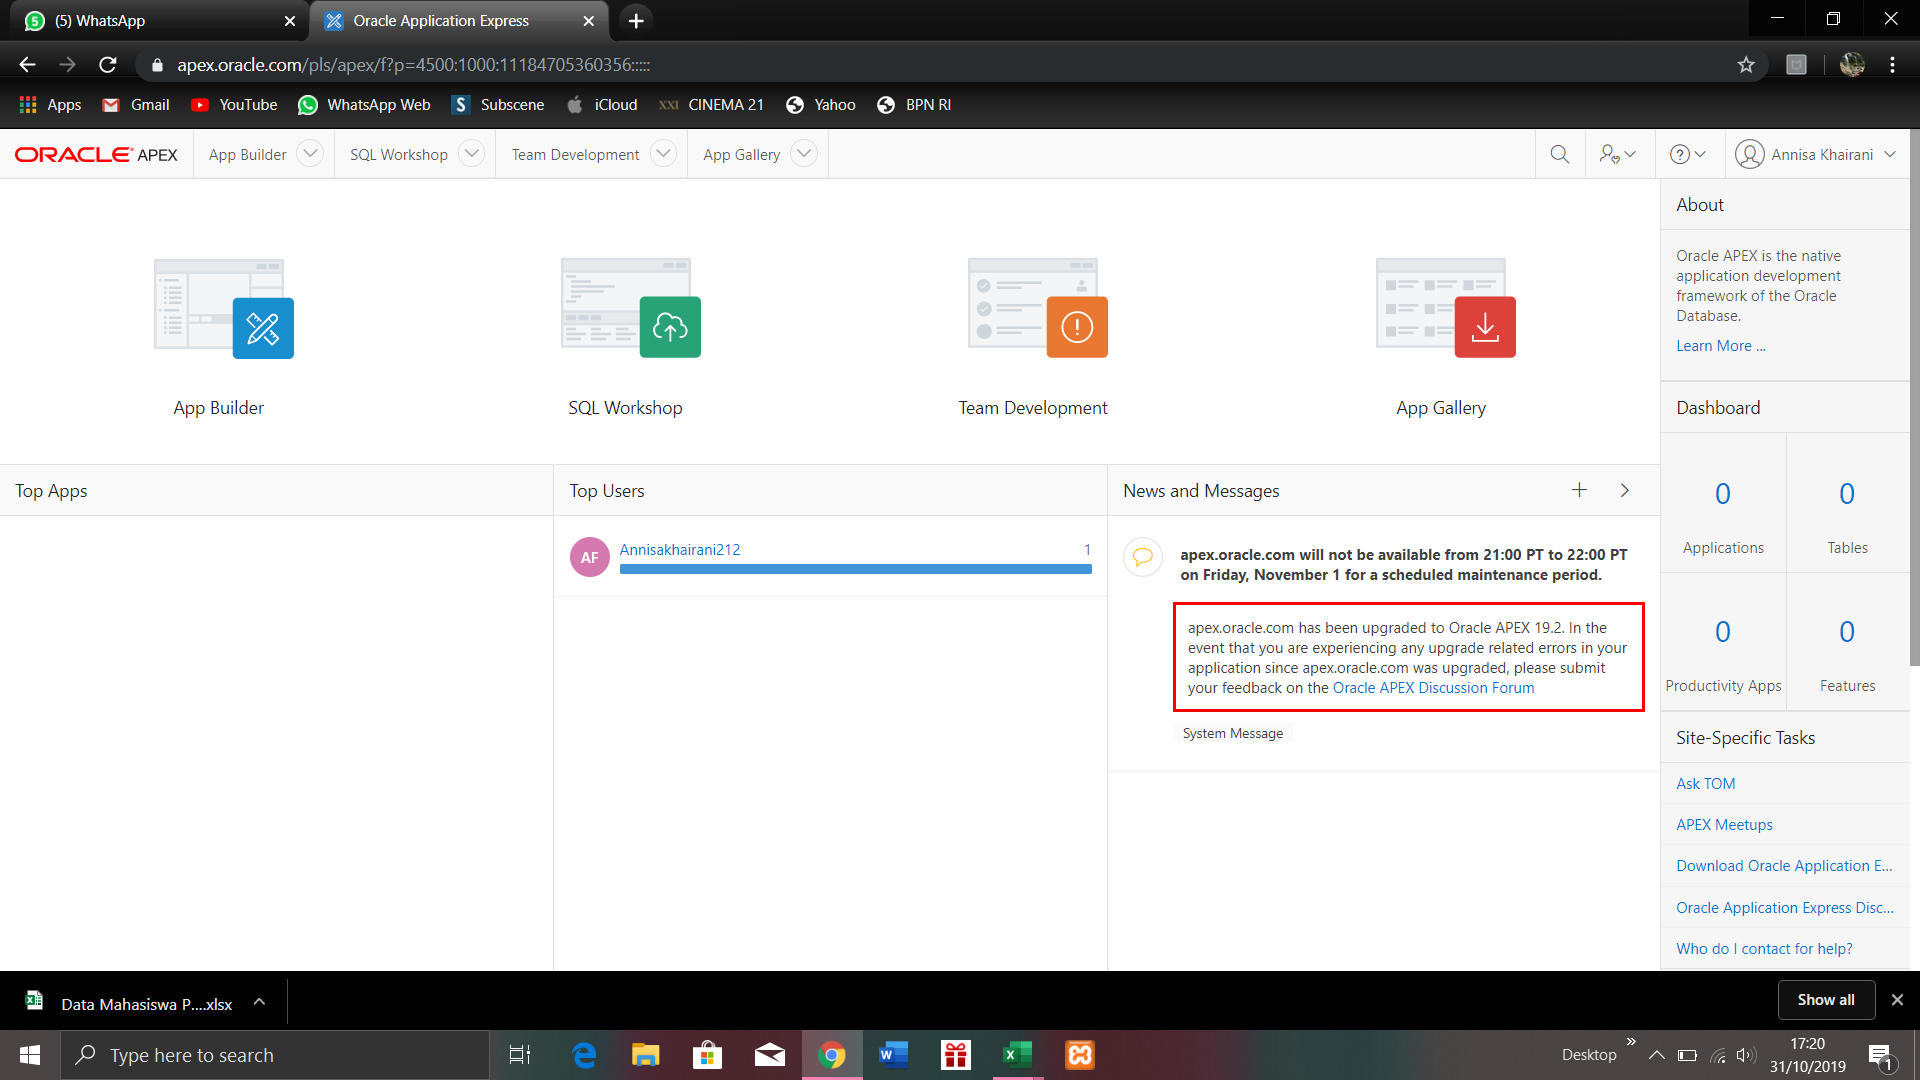 (5) WhatsApp
Oracle Application Express
apex.oracle.com/pls/apex/f?p=4500:1000:11184705360356:::::
Apps Gmail YouTube WhatsApp Web Subscene iCloud CINEMA 21 Yahoo BPN RI
ORACLE APEX App Builder SQL Workshop Team Development App Gallery Annisa Khairani
App Builder
SQL Workshop
Team Development
App Gallery
About
Oracle APEX is the native
application development
framework of the Oracle
Database.
Learn More ...
Dashboard
0
Applications
0
Tables
0
Productivity Apps
0
Features
Top Apps
Top Users
AF
Annisakhairani212 1
News and Messages
apex.oracle.com will not be available from 21:00 PT to 22:00 PT
on Friday, November 1 for a scheduled maintenance period.
apex.oracle.com has been upgraded to Oracle APEX 19.2. In the
event that you are experiencing any upgrade related errors in your
application since apex.oracle.com was upgraded, please submit
your feedback on the Oracle APEX Discussion Forum
System Message
Site-Specific Tasks
Ask TOM
APEX Meetups
Download Oracle Application E...
Oracle Application Express Disc...
Who do I contact for help?
Data Mahasiswa P....xlsx
Show all
Type here to search
Desktop
17:20
31/10/2019
1